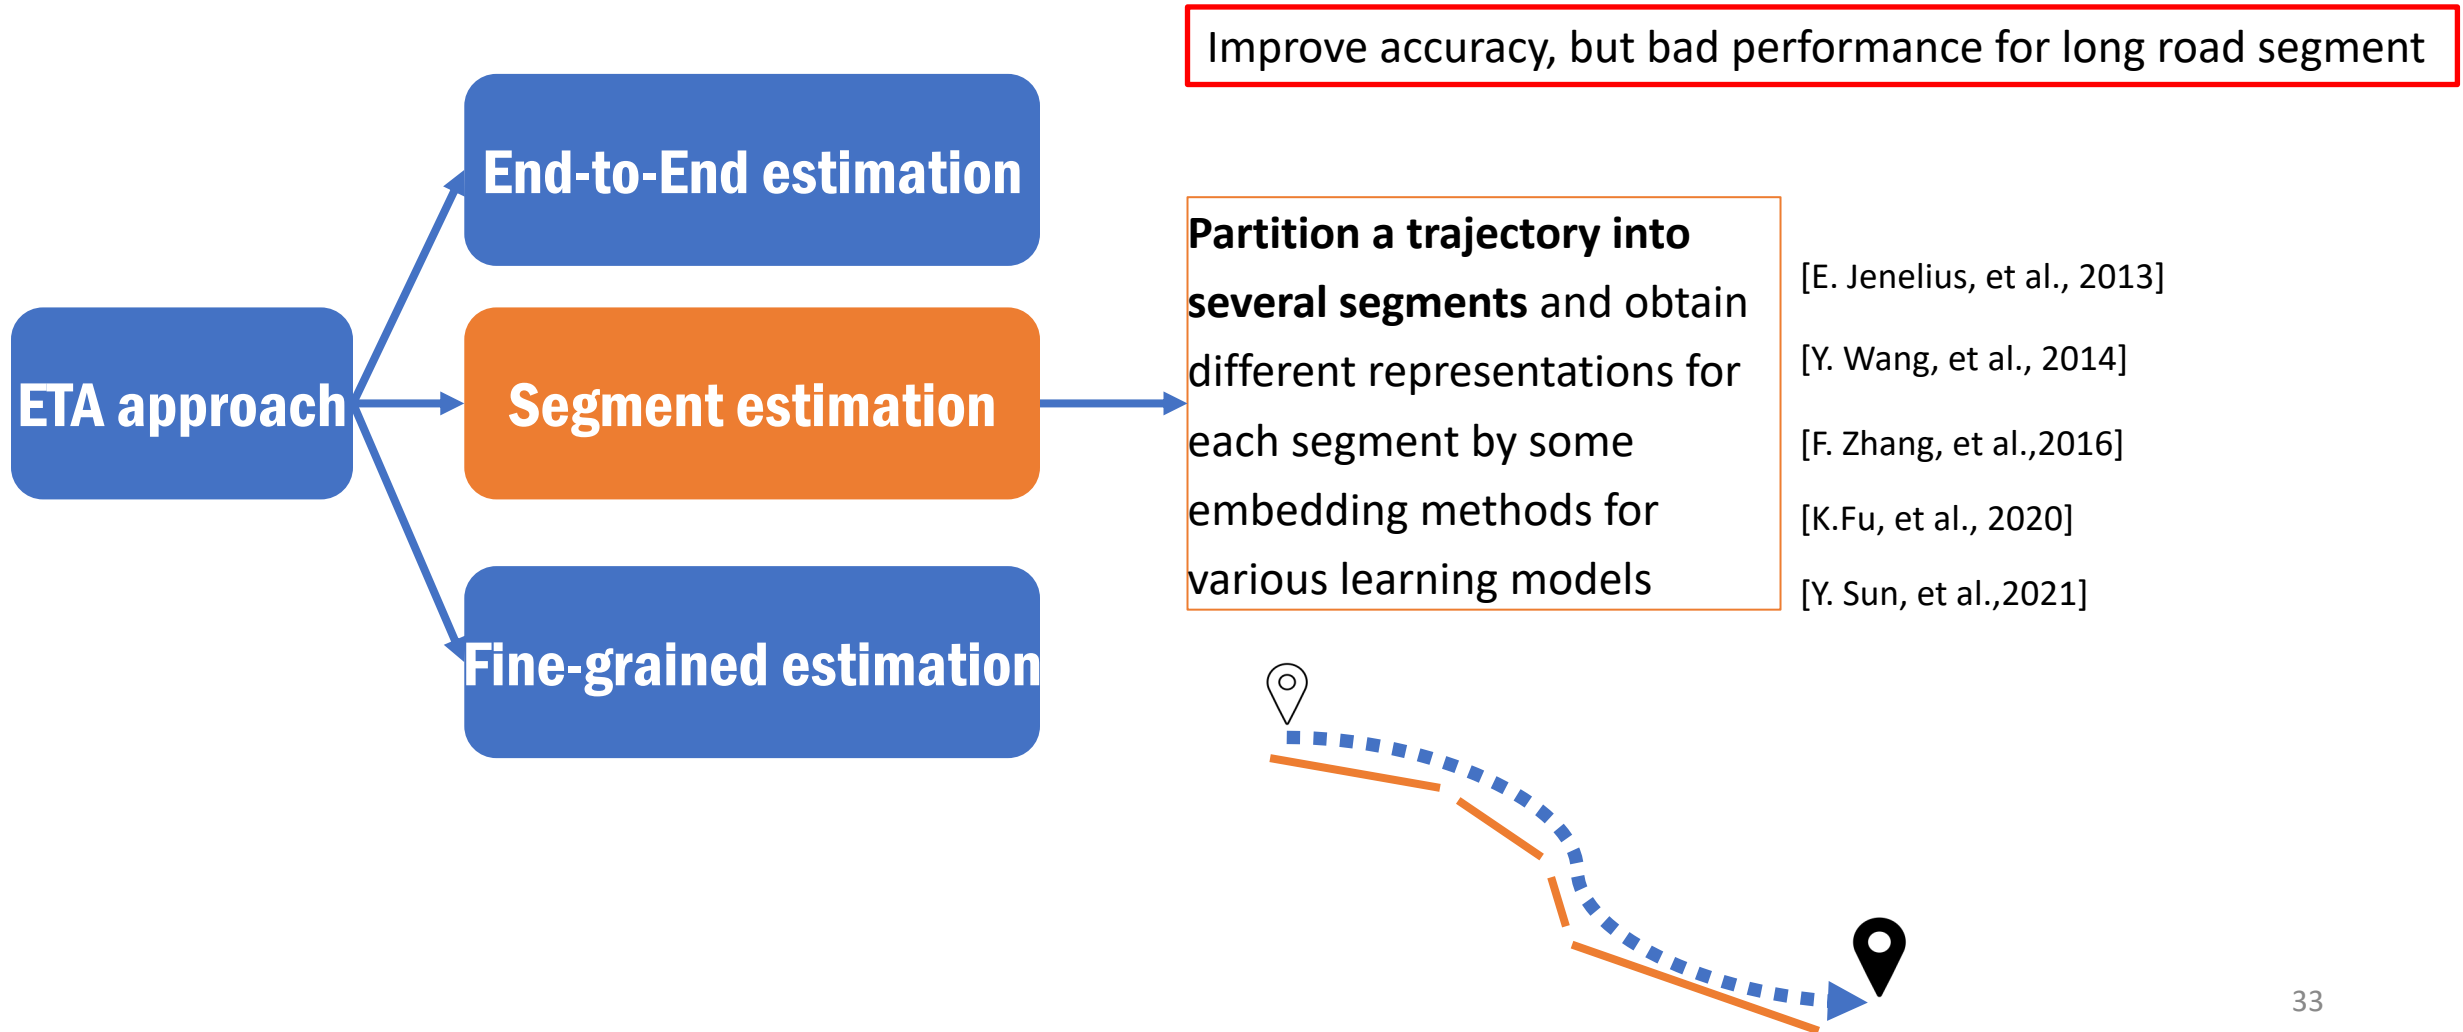 Improve accuracy, but bad performance for long road segment
End-to-End estimation
ETA approach
Segment estimation
Fine-grained estimation
Partition a trajectory into
several segments and obtain
different representations for
each segment by some
embedding methods for
various learning models
[E. Jenelius, et al., 2013]
[Y. Wang, et al., 2014]
[F. Zhang, et al.,2016]
[K.Fu, et al., 2020]
[Y. Sun, et al.,2021]
33